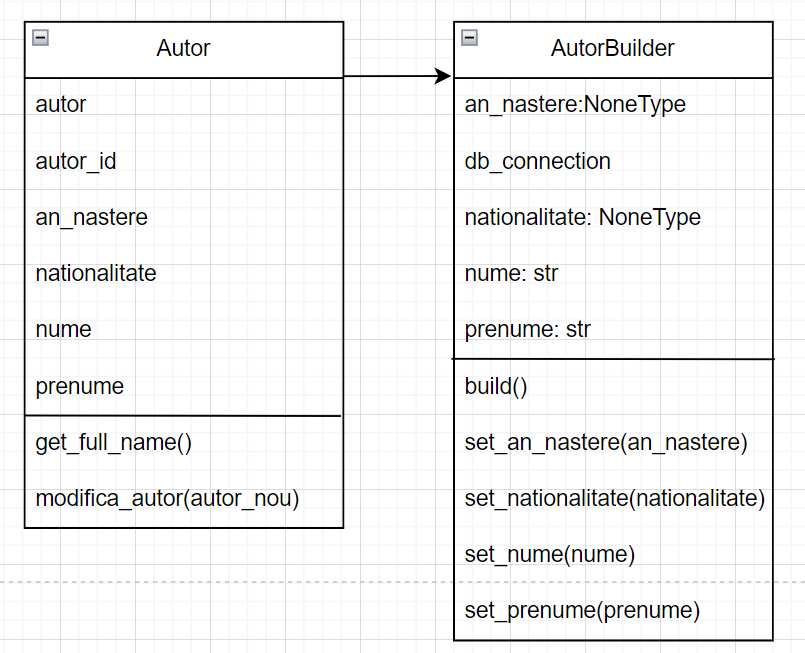 Autor
autor
autor_id
an_nastere
nationalitate
nume
prenume
get_full_name()
modifica_autor(autor_nou)
AutorBuilder
an_nastere:NoneType
db_connection
nationalitate: NoneType
nume: str
prenume: str
build()
set_an_nastere(an_nastere)
set_nationalitate(nationalitate)
set_nume(nume)
set_prenume(prenume)